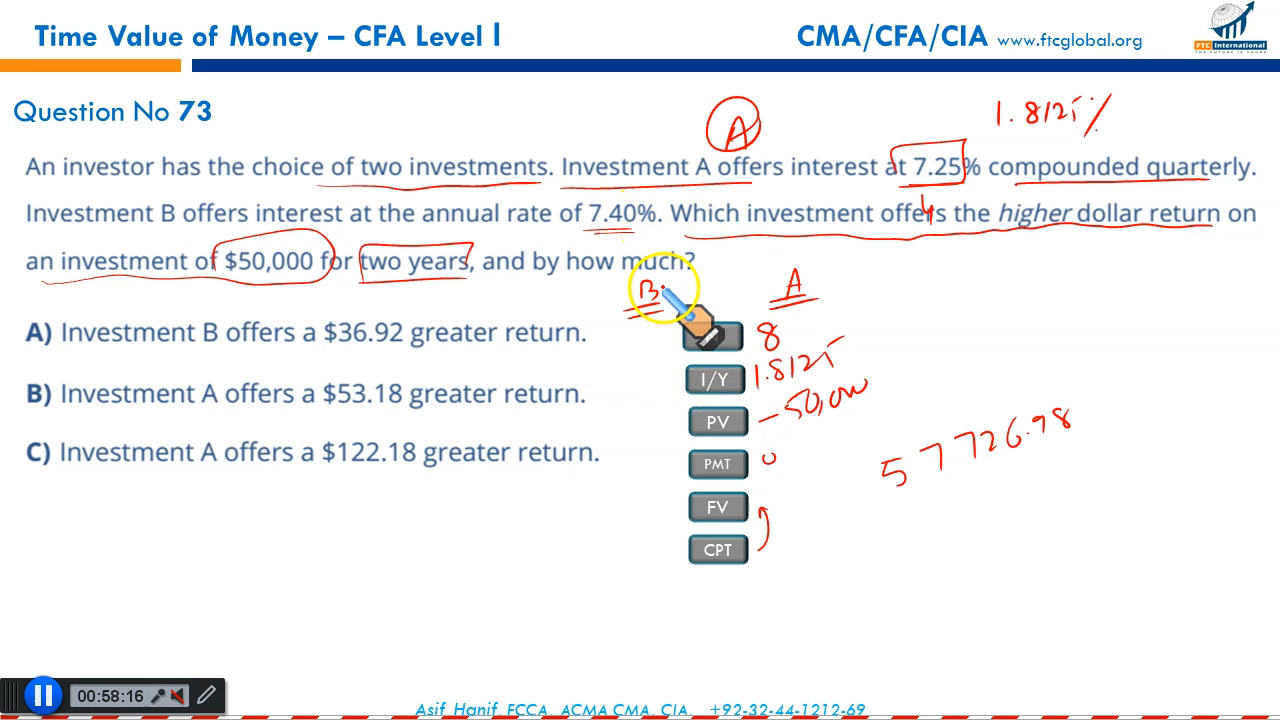 Time Value of Money – CFA Level I
CMA/CFA/CIA www.ftcglobal.org
FTC International
THE FUTURE IS YOURS
Question No 73
A
1.8125%
An investor has the choice of two investments. Investment A offers interest at 7.25% compounded quarterly.
Investment B offers interest at the annual rate of 7.40%. Which investment offers the higher dollar return on
4
an investment of $50,000 for two years, and by how much?
B
A
A) Investment B offers a $36.92 greater return.
8
I/Y 1.8125
B) Investment A offers a $53.18 greater return.
PV -50,000
C) Investment A offers a $122.18 greater return.
PMT 0
57726.98
FV
CPT
00:58:16
Asif Hanif, FCCA, ACMA CMA, CIA, +92-32-44-1212-69